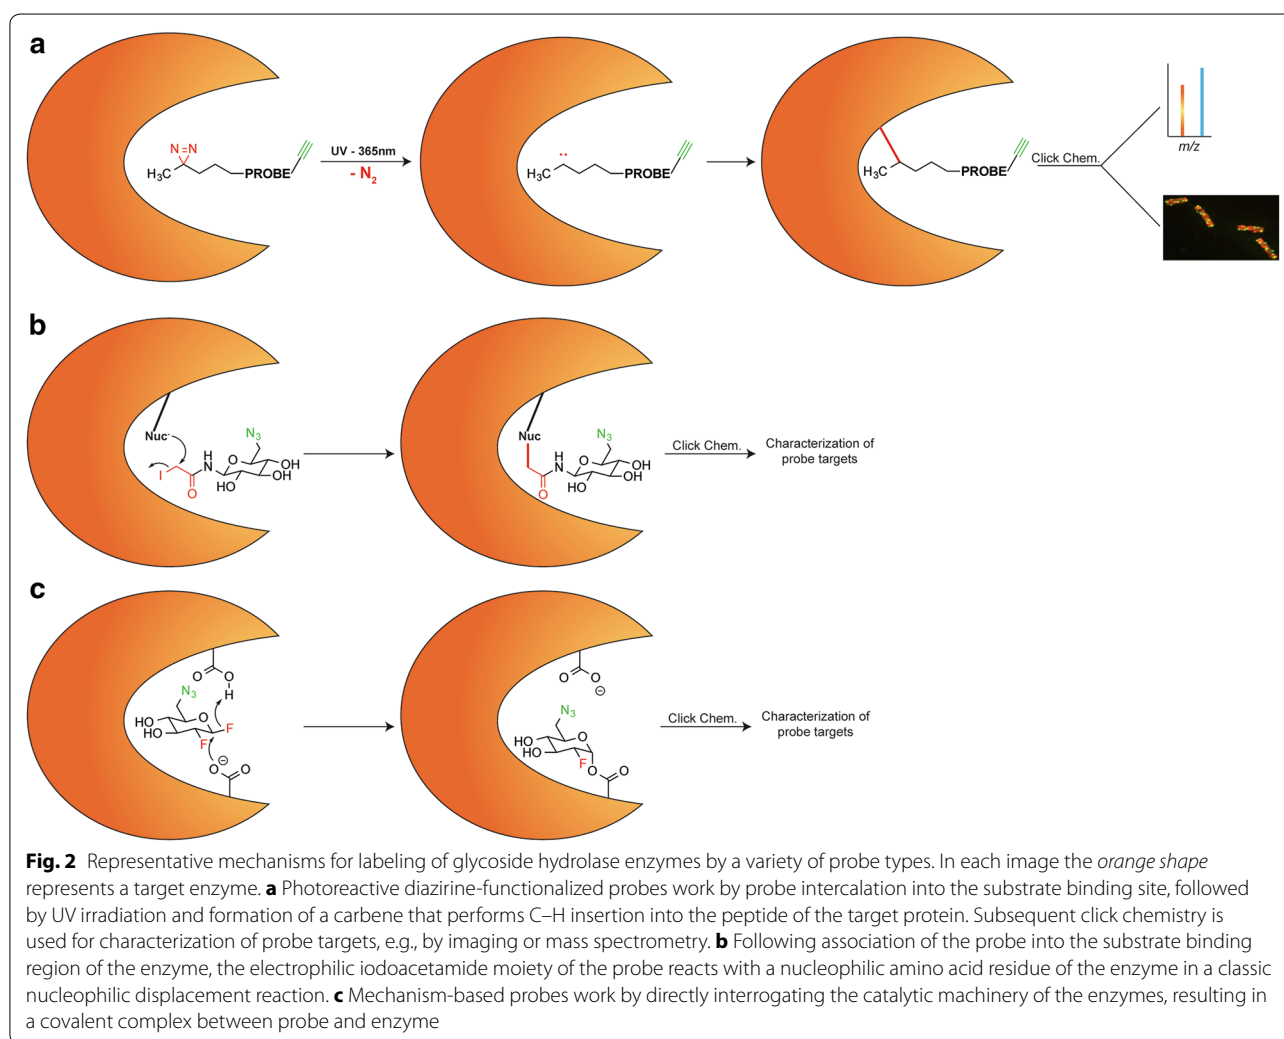 a
N=N
H₃C
PROBE
UV - 365nm
- N₂
..
H₃C
PROBE
H₃C
PROBE
Click Chem.
m/z
b
Nuc-
I
O
H
N
N₃
O
OH
OH
HO
Nuc
O
H
N
N₃
O
OH
OH
HO
Click Chem.
Characterization of
probe targets
c
O
O
H
N₃
HO
HO
O
F
F
O
⊖
O
O
O
⊖
N₃
HO
HO
O
F
O
O
Click Chem.
Characterization of
probe targets
Fig. 2 Representative mechanisms for labeling of glycoside hydrolase enzymes by a variety of probe types. In each image the orange shape
represents a target enzyme. a Photoreactive diazirine-functionalized probes work by probe intercalation into the substrate binding site, followed
by UV irradiation and formation of a carbene that performs C–H insertion into the peptide of the target protein. Subsequent click chemistry is
used for characterization of probe targets, e.g., by imaging or mass spectrometry. b Following association of the probe into the substrate binding
region of the enzyme, the electrophilic iodoacetamide moiety of the probe reacts with a nucleophilic amino acid residue of the enzyme in a classic
nucleophilic displacement reaction. c Mechanism-based probes work by directly interrogating the catalytic machinery of the enzymes, resulting in
a covalent complex between probe and enzyme